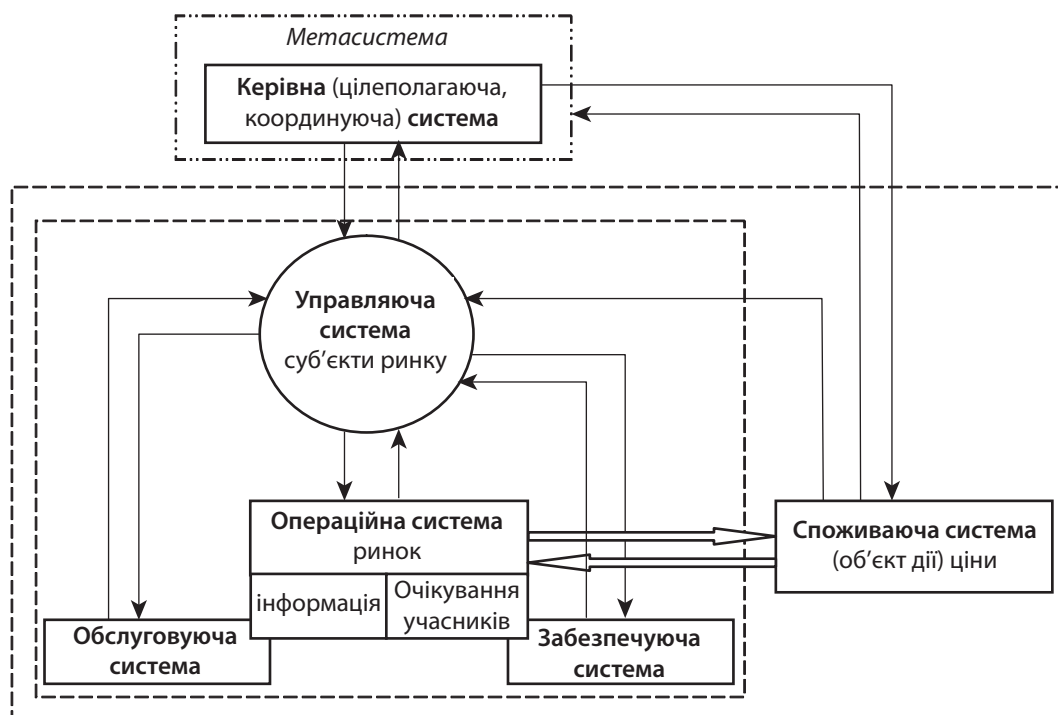 Метасистема
Керівна (цілеполагаюча,
координуюча) система
Управляюча
система
суб’єкти ринку
Операційна система
ринок
інформація
Очікування
учасників
Обслуговуюча
система
Забезпечуюча
система
Споживаюча система
(об’єкт дії) ціни